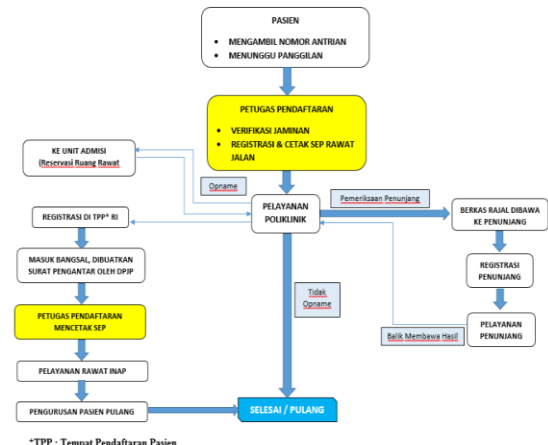 PASIEN
• MENGAMBIL NOMOR ANTRIAN
• MENUNGGU PANGGILAN
PETUGAS PENDAFTARAN
• VERIFIKASI JAMINAN
• REGISTRASI & CETAK SEP RAWAT
JALAN
KE UNIT ADMISI
(Reservasi Ruang Rawat
Opname
PELAYANAN
POLIKLINIK
Pemeriksaan Penunjang
BERKAS RAJAL DIBAWA
KE PENUNJANG
REGISTRASI DI TPP* RI
MASUK BANGSAL, DIBUATKAN
SURAT PENGANTAR OLEH DPJP
REGISTRASI
PENUNJANG
Tidak
Opname
PETUGAS PENDAFTARAN
MENCETAK SEP
PELAYANAN
PENUNJANG
Balik Membawa Hasil
PELAYANAN RAWAT INAP
PENGURUSAN PASIEN PULANG
SELESAI / PULANG
*TPP : Tempat Pendaftaran Pasien